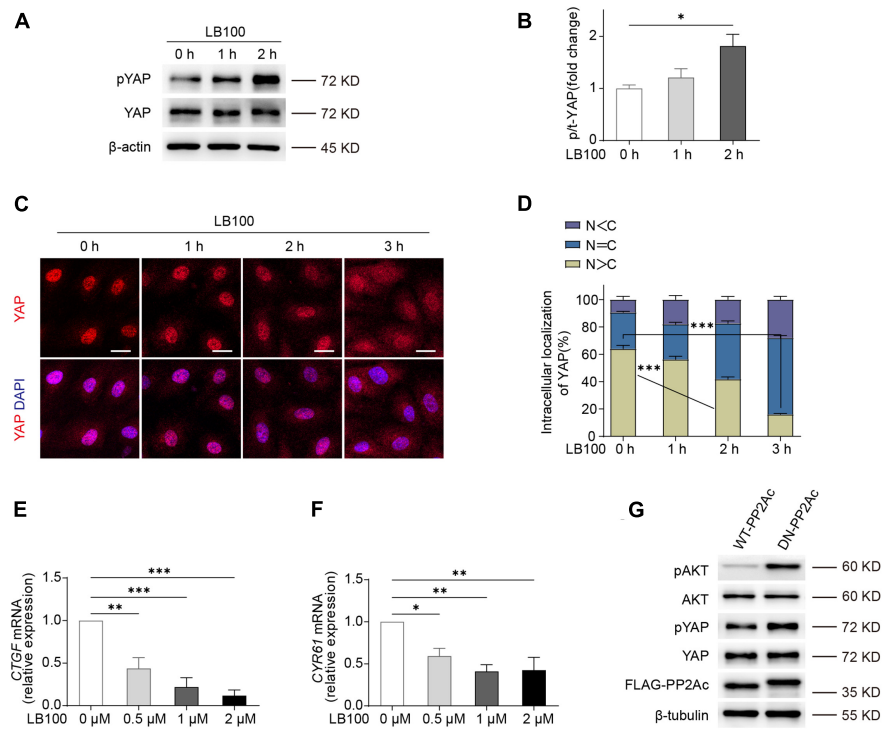 A
LB100
0 h 1 h 2 h
pYAP 72 KD
YAP 72 KD
β-actin 45 KD
B
p/t-YAP(fold change)
2
1
0
*
LB100 0 h 1 h 2 h
C
LB100
0 h 1 h 2 h 3 h
YAP
YAP DAPI
D
N<C
N=C
N>C
Intracellular localization
of YAP(%)
100
80
60
40
20
0
***
***
LB100 0 h 1 h 2 h 3 h
E
CTGF mRNA
(relative expression)
1.5
1.0
0.5
0.0
***
***
**
LB100 0 μM 0.5 μM 1 μM 2 μM
F
CYR61 mRNA
(relative expression)
1.5
1.0
0.5
0.0
**
**
*
LB100 0 μM 0.5 μM 1 μM 2 μM
G
WT-PP2Ac
DN-PP2Ac
pAKT 60 KD
AKT 60 KD
pYAP 72 KD
YAP 72 KD
FLAG-PP2Ac 35 KD
β-tubulin 55 KD